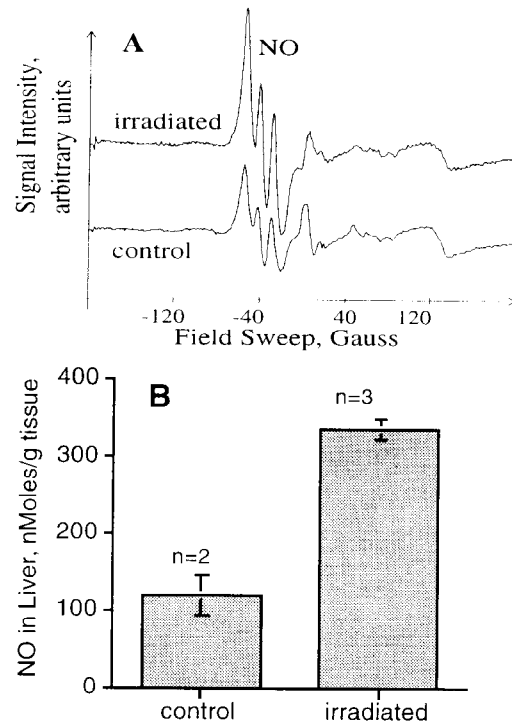 A
NO
Signal Intensity,
arbitrary units
irradiated
control
-120 -40 40 120
Field Sweep, Gauss
B
NO in Liver, nMoles/g tissue
400
300
200
100
0
n=2
n=3
control irradiated